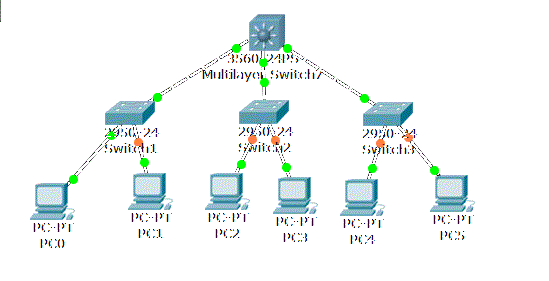 3560-24PS
Multilayer Switch7
2950-24
Switch1
2950-24
Switch2
2950-24
Switch3
PC-PT
PC0
PC-PT
PC1
PC-PT
PC2
PC-PT
PC3
PC-PT
PC4
PC-PT
PC5